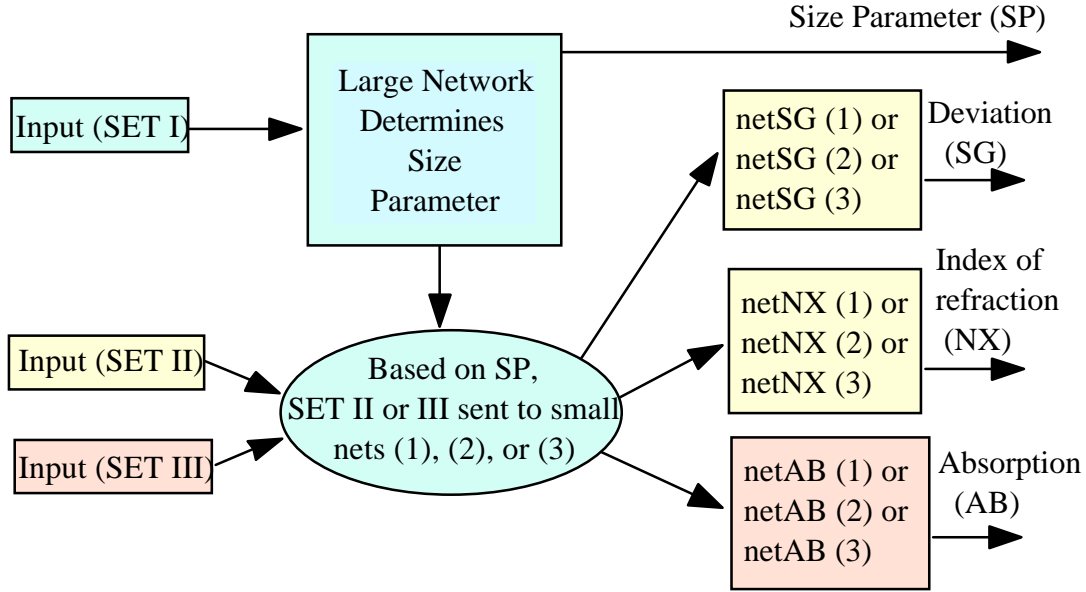 Size Parameter (SP)
Large Network
Determines
Size
Parameter
Input (SET I)
netSG (1) or
netSG (2) or
netSG (3)
Deviation
(SG)
Index of
refraction
(NX)
netNX (1) or
netNX (2) or
netNX (3)
Input (SET II)
Based on SP,
SET II or III sent to small
nets (1), (2), or (3)
Input (SET III)
netAB (1) or
netAB (2) or
netAB (3)
Absorption
(AB)